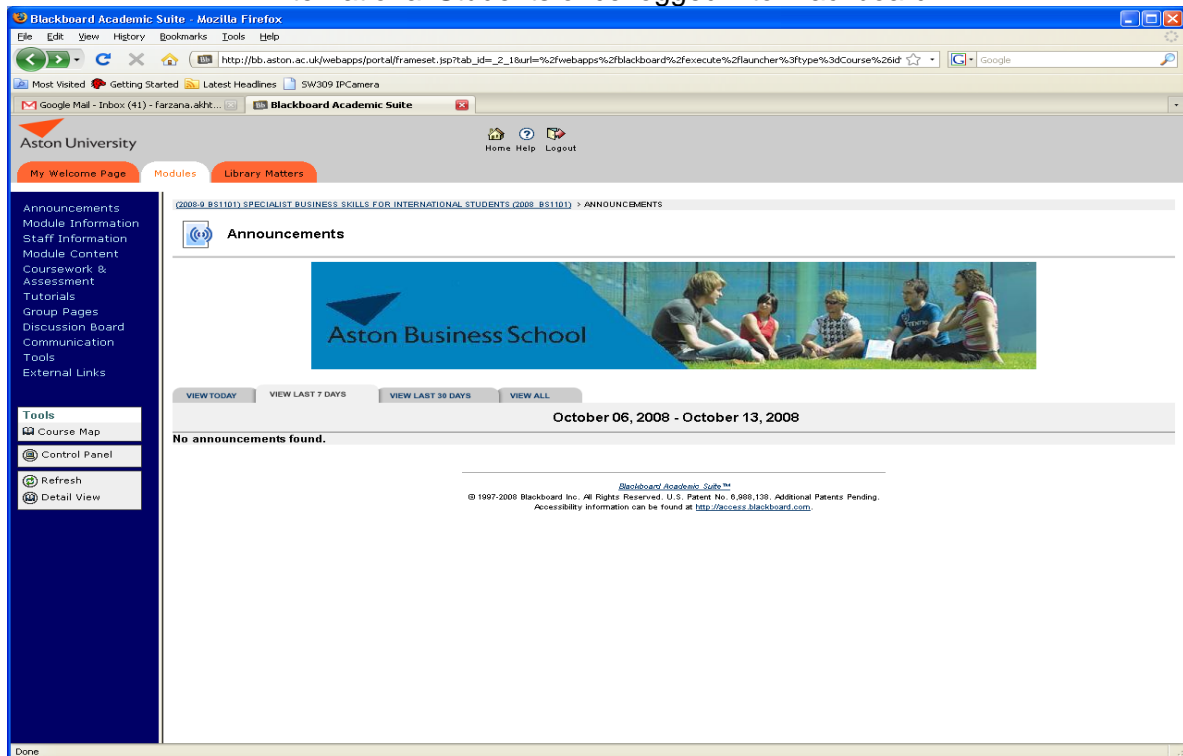 Blackboard Academic Suite - Mozilla Firefox
File Edit View History Bookmarks Tools Help
http://bb.aston.ac.uk/webapps/portal/frameset.jsp?tab_id=_2_1&url=%2fwebapps%2fblackboard%2fexecute%2flauncher%3ftype%3dCourse%26id
Google
Most Visited Getting Started Latest Headlines SW309 IPCamera
Google Mail - Inbox (41) - farzana.akht... Blackboard Academic Suite
Aston University
Home Help Logout
My Welcome Page Modules Library Matters
Announcements
Module Information
Staff Information
Module Content
Coursework &
Assessment
Tutorials
Group Pages
Discussion Board
Communication
Tools
External Links
Tools
Course Map
Control Panel
Refresh
Detail View
(2008-9 BS1101) SPECIALIST BUSINESS SKILLS FOR INTERNATIONAL STUDENTS (2008_BS1101) > ANNOUNCEMENTS
Announcements
Aston Business School
VIEW TODAY VIEW LAST 7 DAYS VIEW LAST 30 DAYS VIEW ALL
October 06, 2008 - October 13, 2008
No announcements found.
Blackboard Academic Suite™
© 1997-2008 Blackboard Inc. All Rights Reserved. U.S. Patent No. 6,988,138. Additional Patents Pending.
Accessibility information can be found at http://access.blackboard.com.
Done